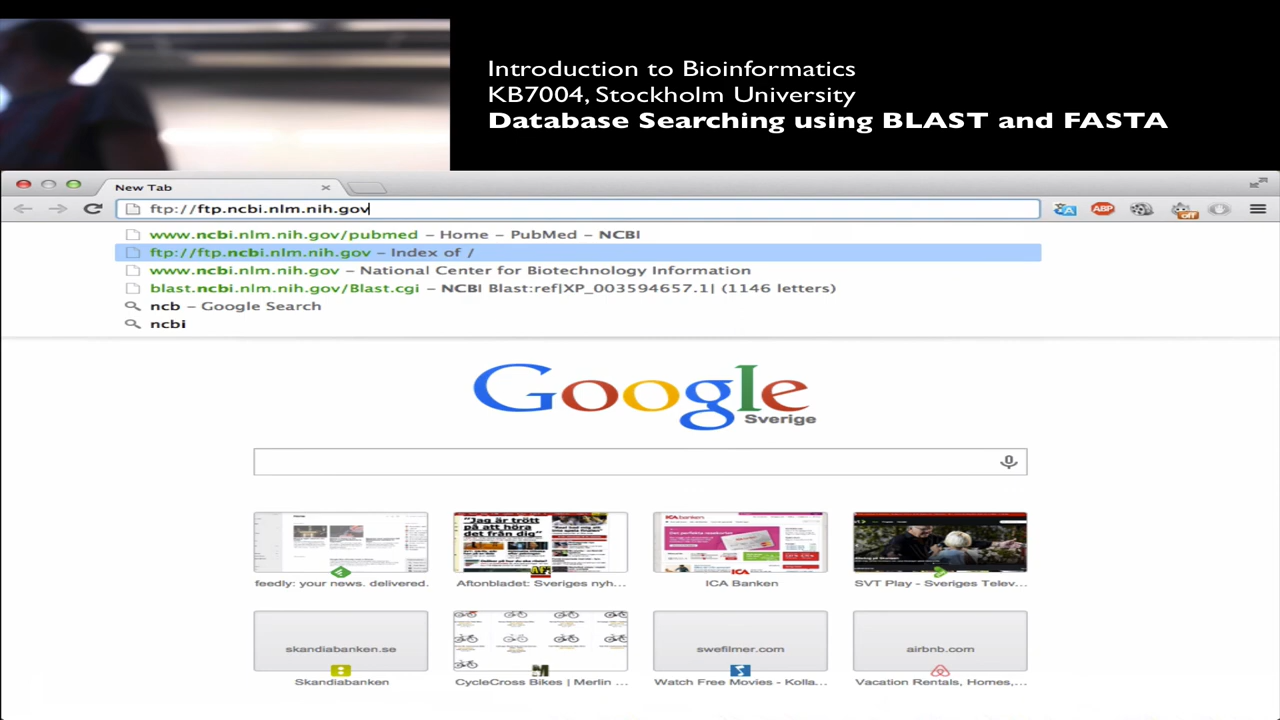 Introduction to Bioinformatics
KB7004, Stockholm University
Database Searching using BLAST and FASTA
New Tab
ftp://ftp.ncbi.nlm.nih.gov
ABP
off
www.ncbi.nlm.nih.gov/pubmed – Home – PubMed – NCBI
ftp://ftp.ncbi.nlm.nih.gov – Index of /
www.ncbi.nlm.nih.gov – National Center for Biotechnology Information
blast.ncbi.nlm.nih.gov/Blast.cgi – NCBI Blast:ref|XP_003594657.1| (1146 letters)
ncb – Google Search
ncbi
Google
Sverige
"Jag är trött
på att höra
det från dig"
ICA banken
feedly: your news. delivered.
Aftonbladet: Sveriges nyh...
ICA Banken
SVT Play – Sveriges Telev...
skandiabanken.se
swefilmer.com
airbnb.com
Skandiabanken
CycleCross Bikes | Merlin ...
Watch Free Movies – Kolla...
Vacation Rentals, Homes,...